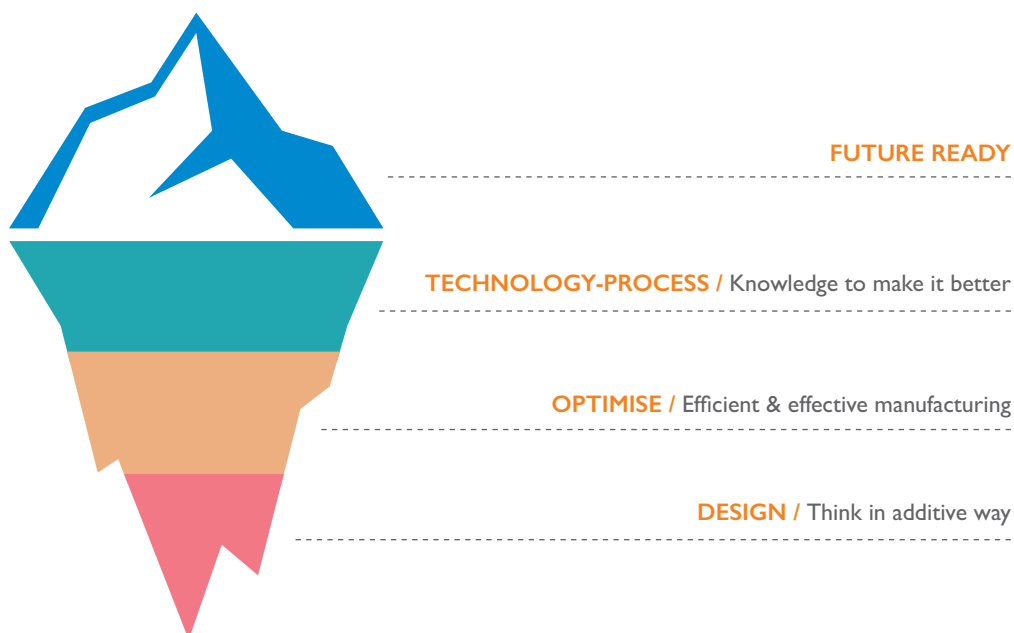 FUTURE READY
TECHNOLOGY-PROCESS / Knowledge to make it better
OPTIMISE / Efficient & effective manufacturing
DESIGN / Think in additive way